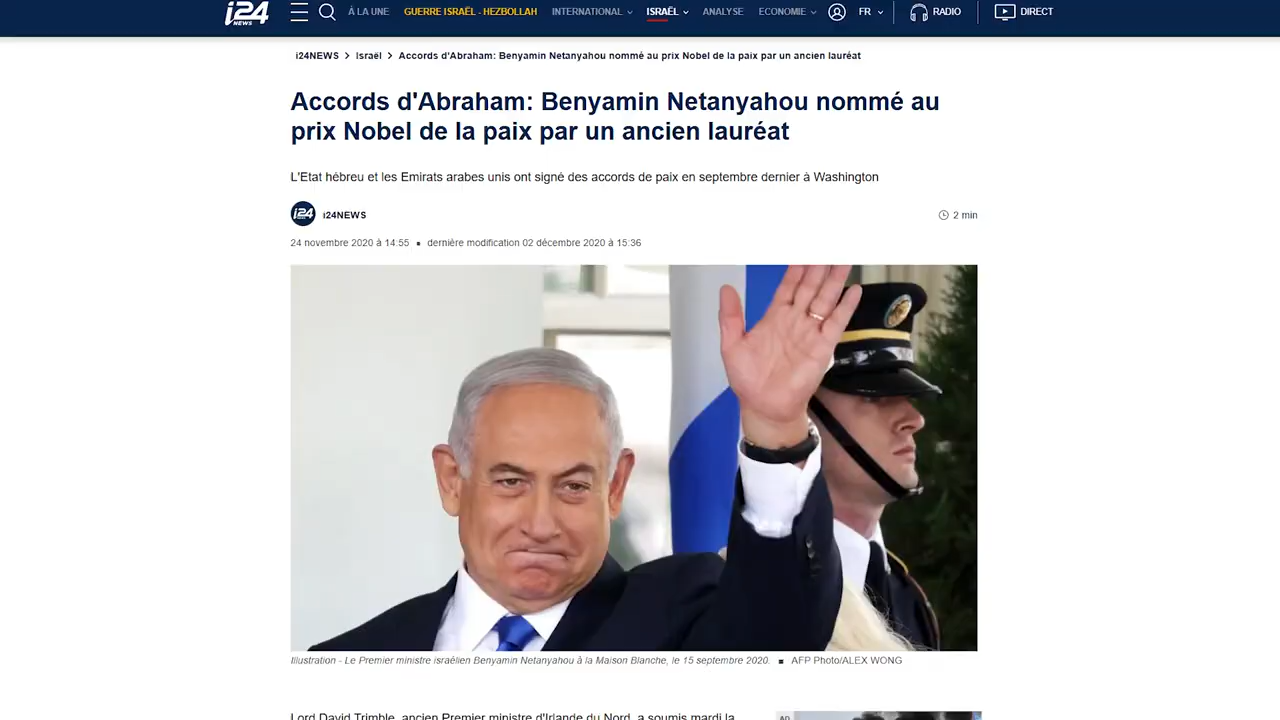 i24 NEWS
À LA UNE GUERRE ISRAËL - HEZBOLLAH INTERNATIONAL ISRAËL ANALYSE ECONOMIE FR RADIO DIRECT
i24NEWS > Israël > Accords d'Abraham: Benyamin Netanyahou nommé au prix Nobel de la paix par un ancien lauréat
Accords d'Abraham: Benyamin Netanyahou nommé au
prix Nobel de la paix par un ancien lauréat
L'Etat hébreu et les Emirats arabes unis ont signé des accords de paix en septembre dernier à Washington
i24 NEWS i24NEWS 2 min
24 novembre 2020 à 14:55 ■ dernière modification 02 décembre 2020 à 15:36
Illustration - Le Premier ministre israélien Benyamin Netanyahou à la Maison Blanche, le 15 septembre 2020. ■ AFP Photo/ALEX WONG
Lord David Trimble, ancien Premier ministre d'Irlande du Nord, a soumis mardi la
AD